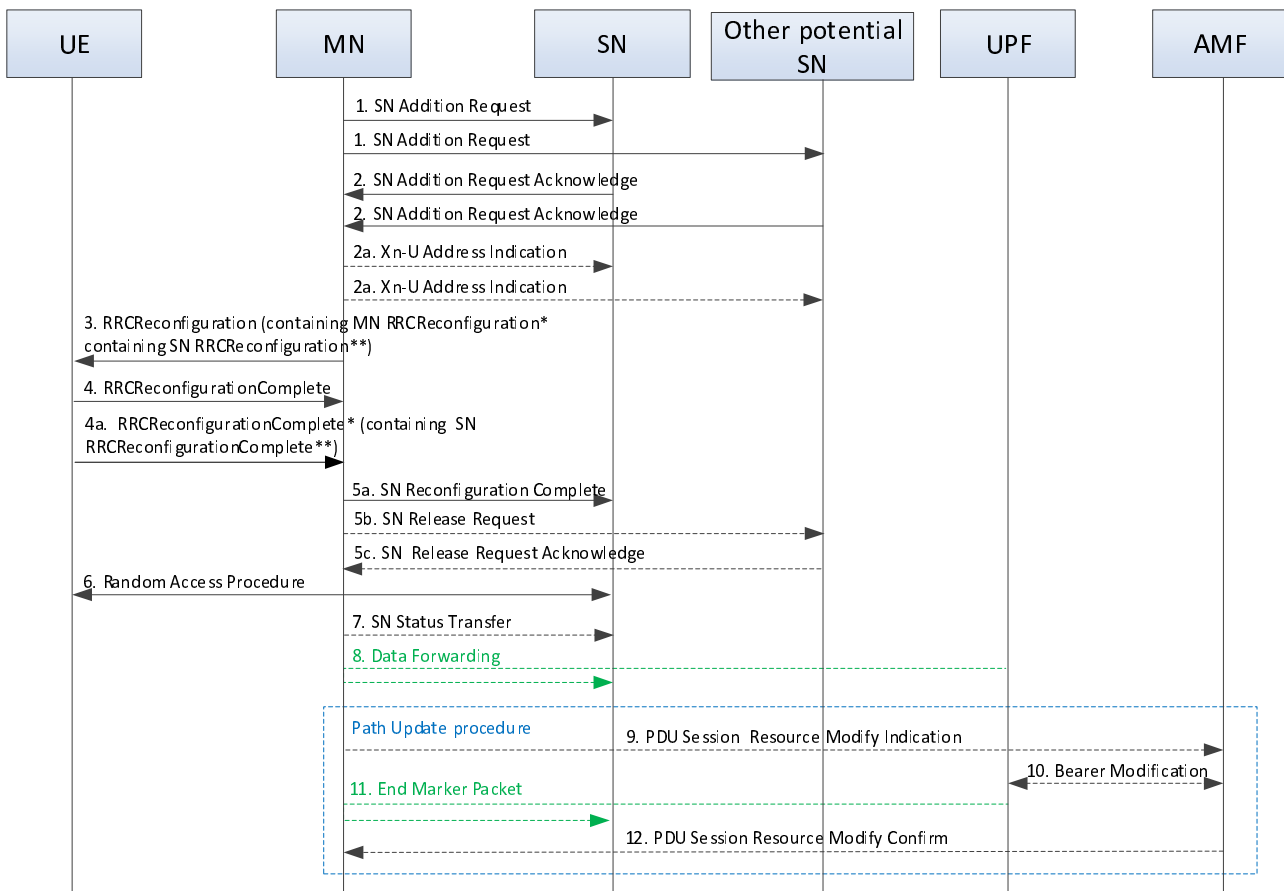 UE
MN
SN
Other potential
SN
UPF
AMF
1. SN Addition Request
1. SN Addition Request
2. SN Addition Request Acknowledge
2. SN Addition Request Acknowledge
2a. Xn-U Address Indication
2a. Xn-U Address Indication
3. RRCReconfiguration (containing MN RRCReconfiguration*
containing SN RRCReconfiguration**)
4. RRCReconfigurationComplete
4a. RRCReconfigurationComplete* (containing SN
RRCReconfigurationComplete**)
5a. SN Reconfiguration Complete
5b. SN Release Request
5c. SN Release Request Acknowledge
6. Random Access Procedure
7. SN Status Transfer
8. Data Forwarding
Path Update procedure
9. PDU Session Resource Modify Indication
10. Bearer Modification
11. End Marker Packet
12. PDU Session Resource Modify Confirm